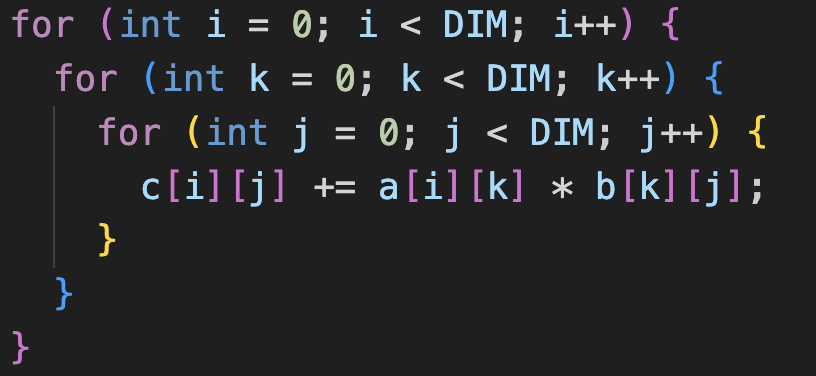 for (int i = 0; i < DIM; i++) {
  for (int k = 0; k < DIM; k++) {
    for (int j = 0; j < DIM; j++) {
      c[i][j] += a[i][k] * b[k][j];
    }
  }
}